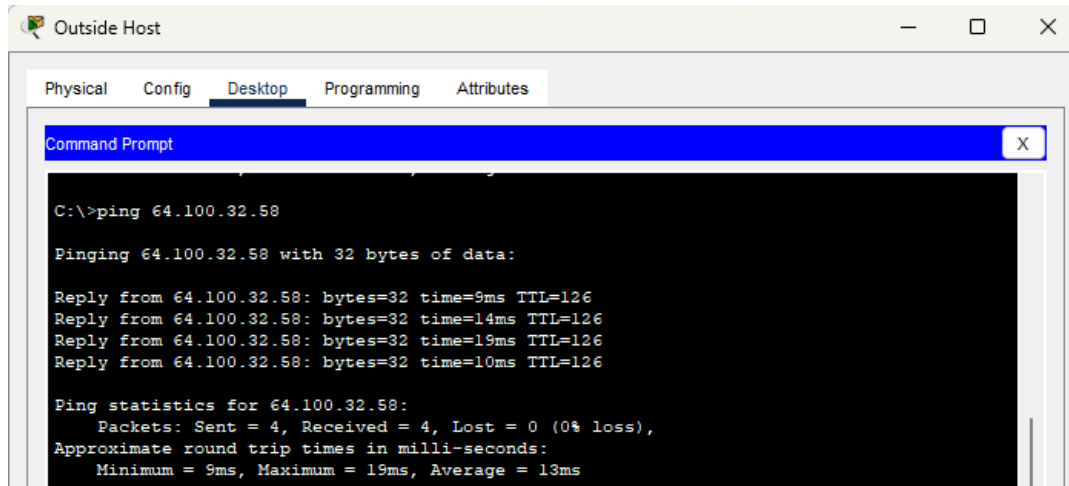 Outside Host
Physical Config Desktop Programming Attributes
Command Prompt
X
C:\>ping 64.100.32.58
Pinging 64.100.32.58 with 32 bytes of data:
Reply from 64.100.32.58: bytes=32 time=9ms TTL=126
Reply from 64.100.32.58: bytes=32 time=14ms TTL=126
Reply from 64.100.32.58: bytes=32 time=19ms TTL=126
Reply from 64.100.32.58: bytes=32 time=10ms TTL=126
Ping statistics for 64.100.32.58:
Packets: Sent = 4, Received = 4, Lost = 0 (0% loss),
Approximate round trip times in milli-seconds:
Minimum = 9ms, Maximum = 19ms, Average = 13ms